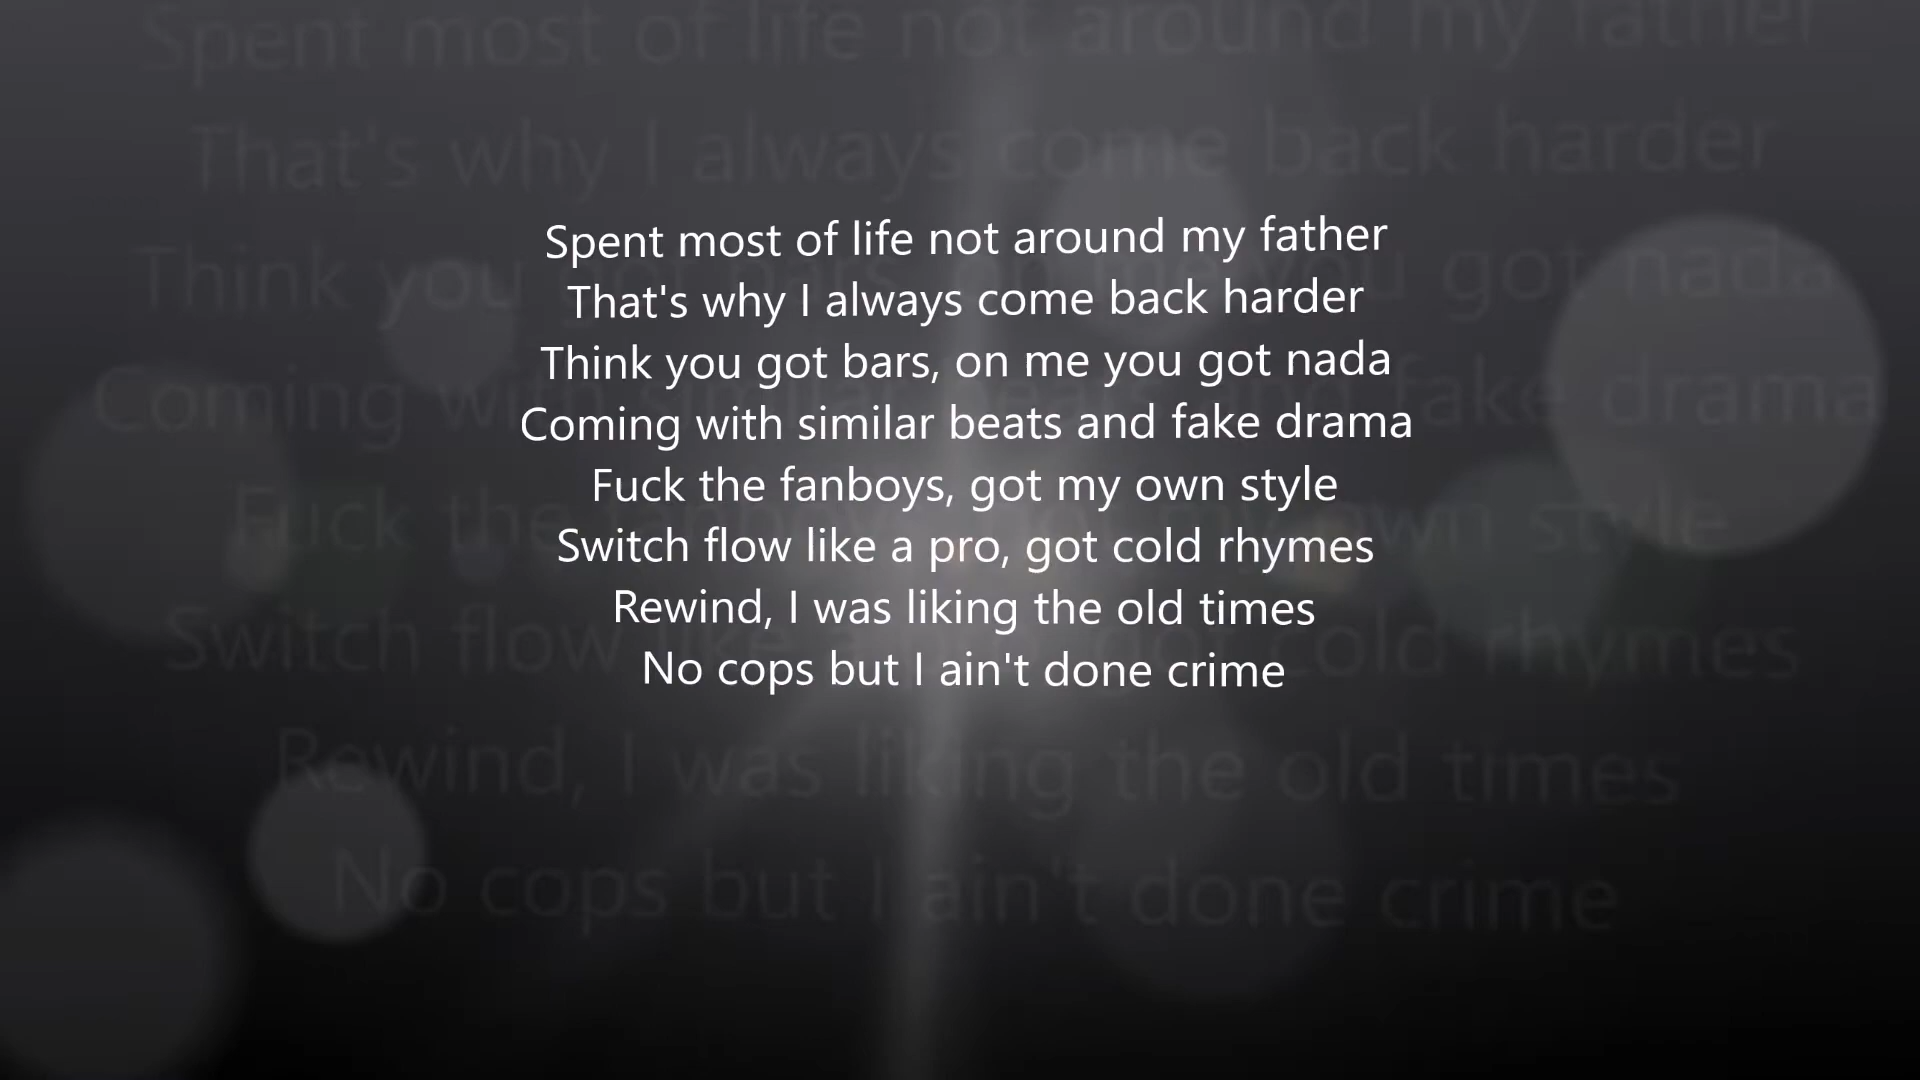 Spent most of life not around my father
That's why I always come back harder
Think you got bars, on me you got nada
Coming with similar beats and fake drama
Fuck the fanboys, got my own style
Switch flow like a pro, got cold rhymes
Rewind, I was liking the old times
No cops but I ain't done crime